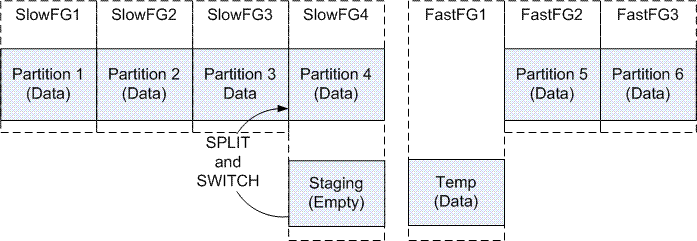 SlowFG1 SlowFG2 SlowFG3 SlowFG4 FastFG1 FastFG2 FastFG3
Partition 1 Partition 2 Partition 3 Partition 4 Partition 5 Partition 6
(Data) (Data) Data (Data) (Data) (Data)
SPLIT
and
SWITCH
Staging Temp
(Empty) (Data)